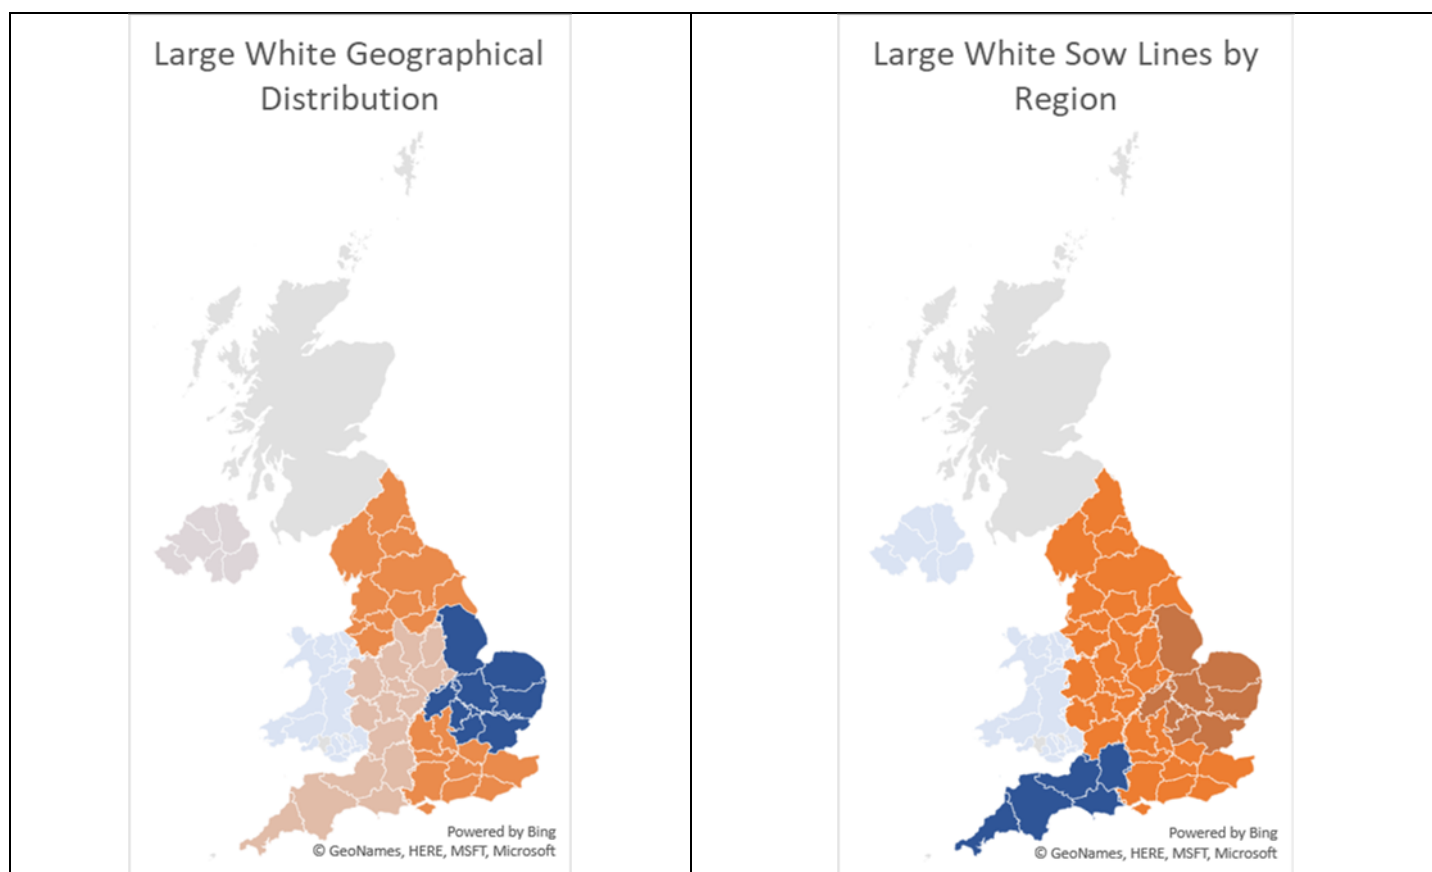 Large White Geographical
Distribution
Powered by Bing
© GeoNames, HERE, MSFT, Microsoft
Large White Sow Lines by
Region
Powered by Bing
© GeoNames, HERE, MSFT, Microsoft